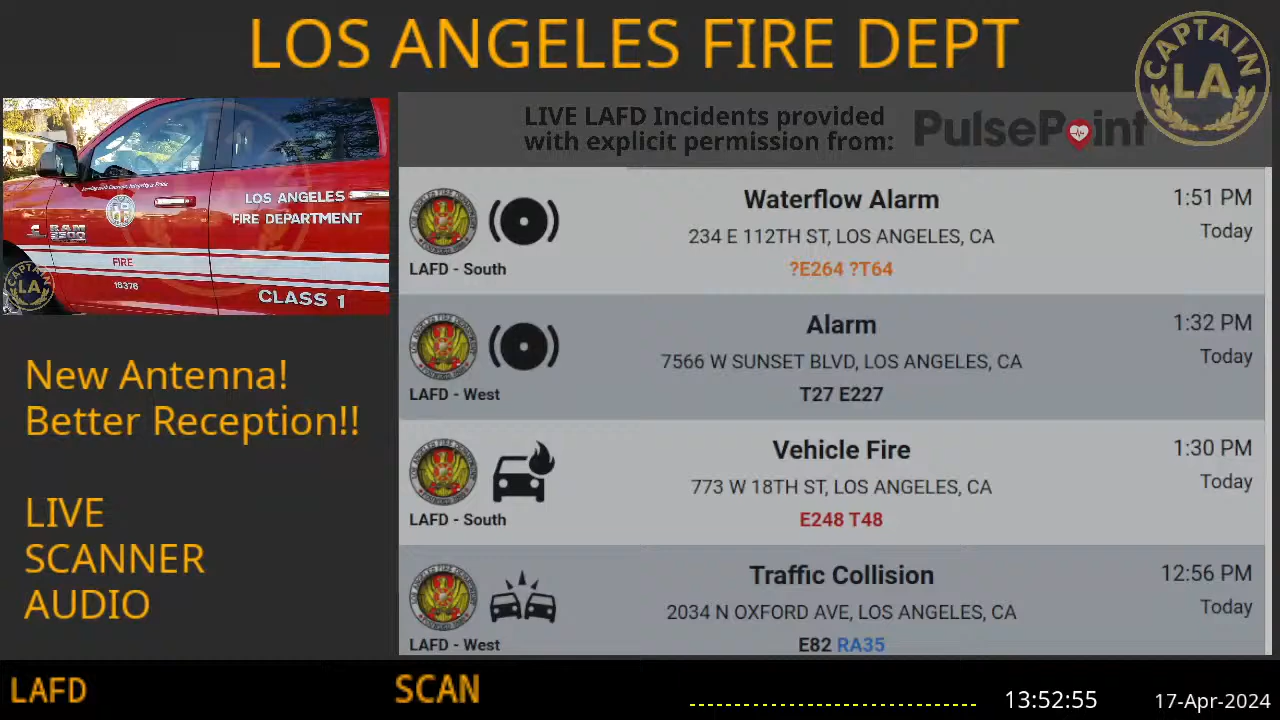 LOS ANGELES FIRE DEPT
CAPTAIN
LA
LIVE LAFD Incidents provided
with explicit permission from:
PulsePoint
LOS ANGELES
FIRE DEPARTMENT
RAM
FIRE
CLASS 1
CAPTAIN
LA
New Antenna!
Better Reception!!
LIVE
SCANNER
AUDIO
Waterflow Alarm
1:51 PM
234 E 112TH ST, LOS ANGELES, CA
Today
LAFD - South
?E264 ?T64
Alarm
1:32 PM
7566 W SUNSET BLVD, LOS ANGELES, CA
Today
LAFD - West
T27 E227
Vehicle Fire
1:30 PM
773 W 18TH ST, LOS ANGELES, CA
Today
LAFD - South
E248 T48
Traffic Collision
12:56 PM
2034 N OXFORD AVE, LOS ANGELES, CA
Today
LAFD - West
E82 RA35
LAFD
SCAN
13:52:55
17-Apr-2024